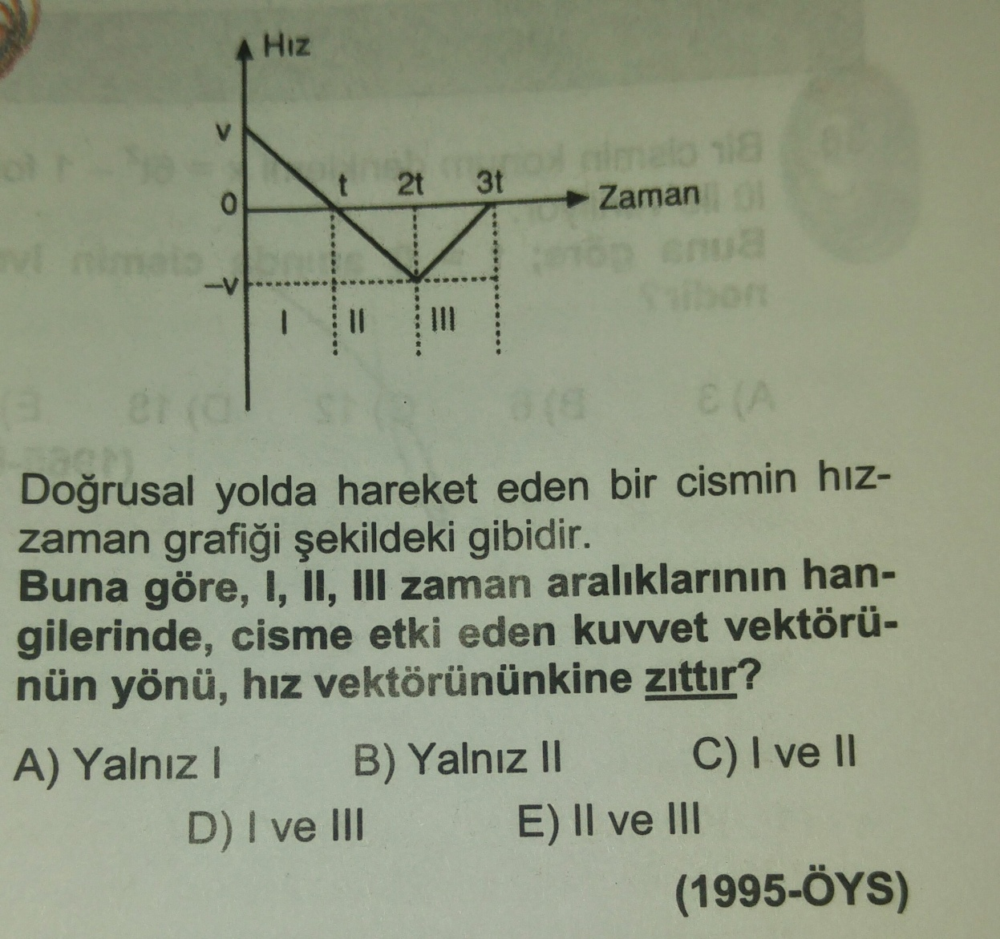 Hız
v
t 2t 3t
0 Zaman
–v
I II III
Doğrusal yolda hareket eden bir cismin hız-
zaman grafiği şekildeki gibidir.
Buna göre, I, II, III zaman aralıklarının han-
gilerinde, cisme etki eden kuvvet vektörü-
nün yönü, hız vektörününkine zıttır?
A) Yalnız I B) Yalnız II C) I ve II
D) I ve III E) II ve III
(1995-ÖYS)